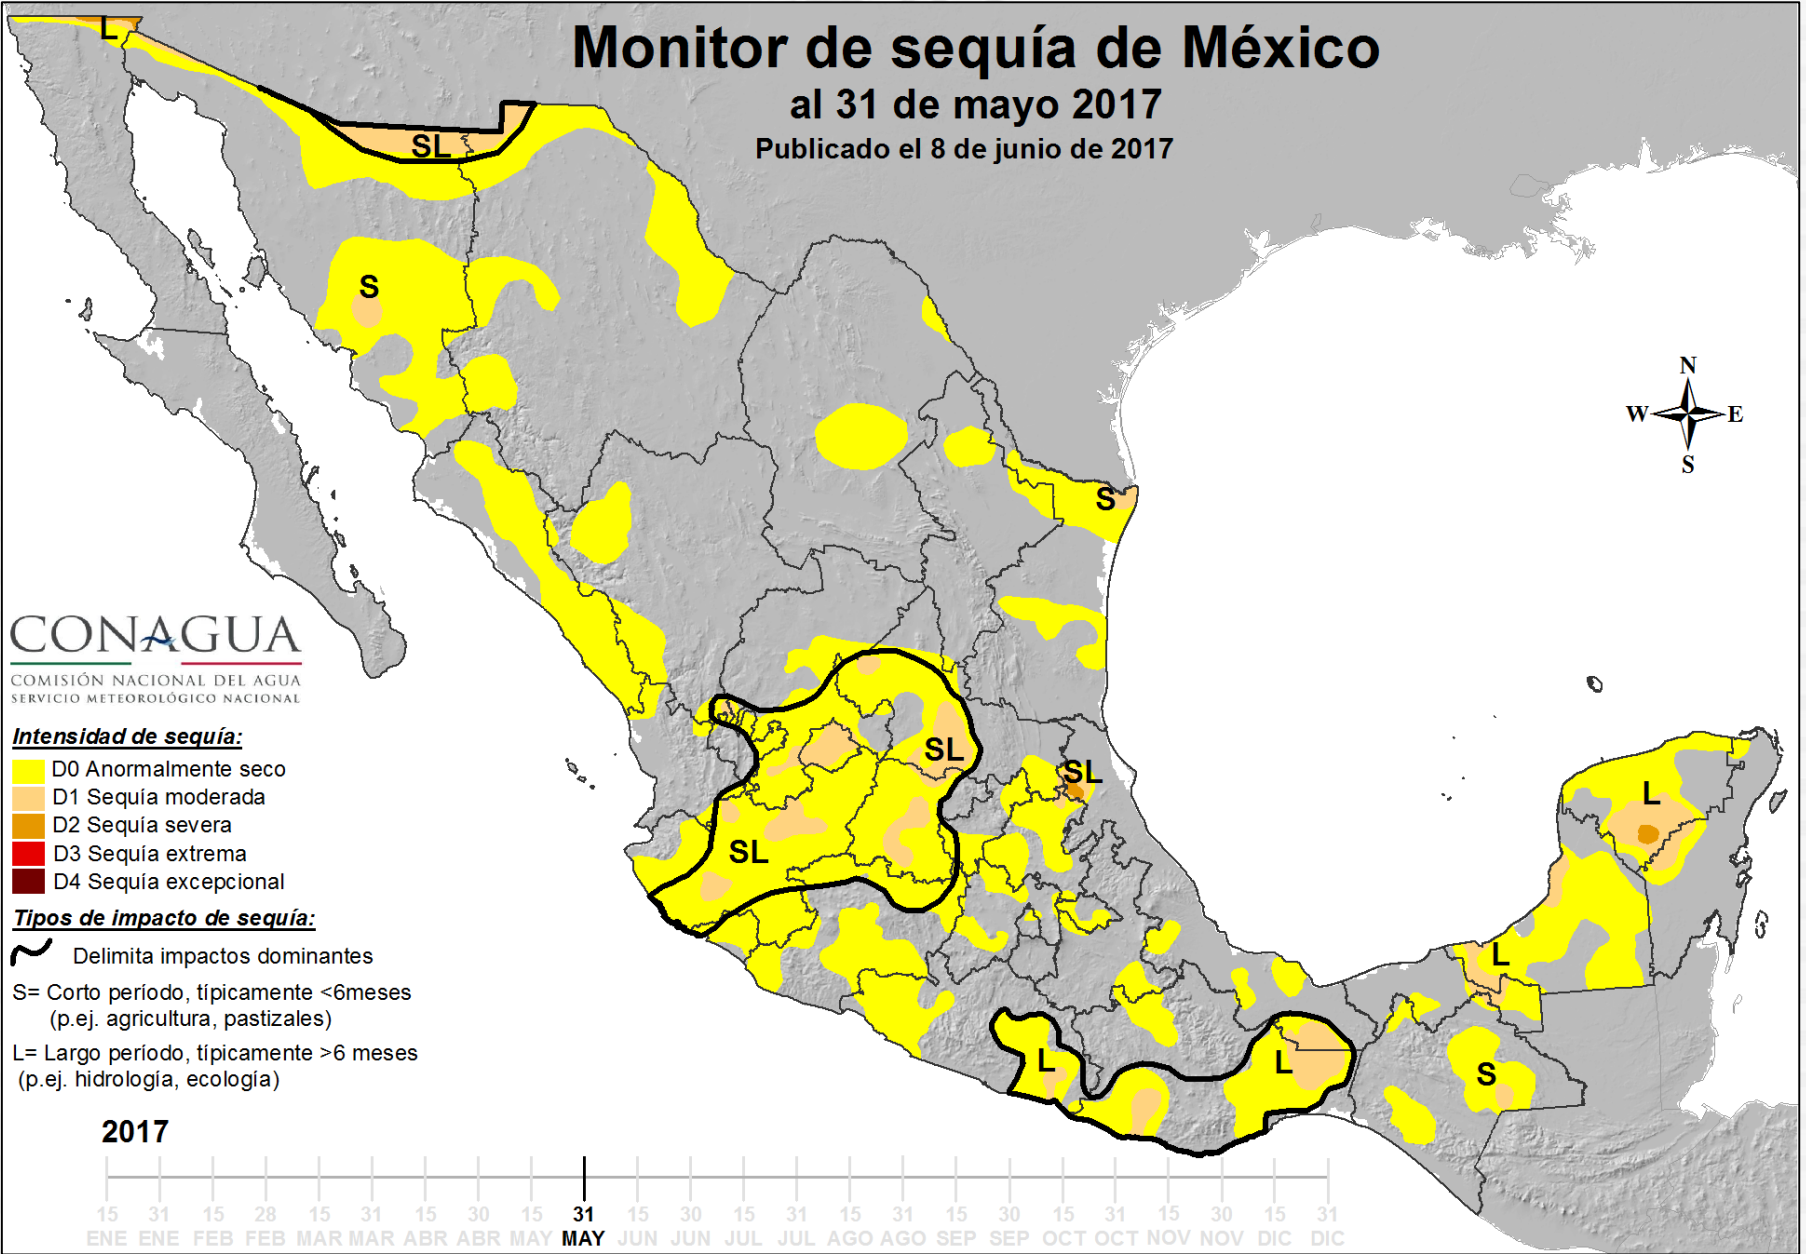 Monitor de sequía de México
al 31 de mayo 2017
Publicado el 8 de junio de 2017
L
SL
S
N
W E
S
S
CONAGUA
COMISIÓN NACIONAL DEL AGUA
SERVICIO METEOROLÓGICO NACIONAL
SL
SL
SL
L
L
L
L
S
Intensidad de sequía:
D0 Anormalmente seco
D1 Sequía moderada
D2 Sequía severa
D3 Sequía extrema
D4 Sequía excepcional
Tipos de impacto de sequía:
Delimita impactos dominantes
S= Corto período, típicamente <6meses
(p.ej. agricultura, pastizales)
L= Largo período, típicamente >6 meses
(p.ej. hidrología, ecología)
2017
15 31 15 28 15 31 15 30 15 31 15 30 15 31 15 31 15 30 15 31 15 30 15 31
ENE ENE FEB FEB MAR MAR ABR ABR MAY MAY JUN JUN JUL JUL AGO AGO SEP SEP OCT OCT NOV NOV DIC DIC